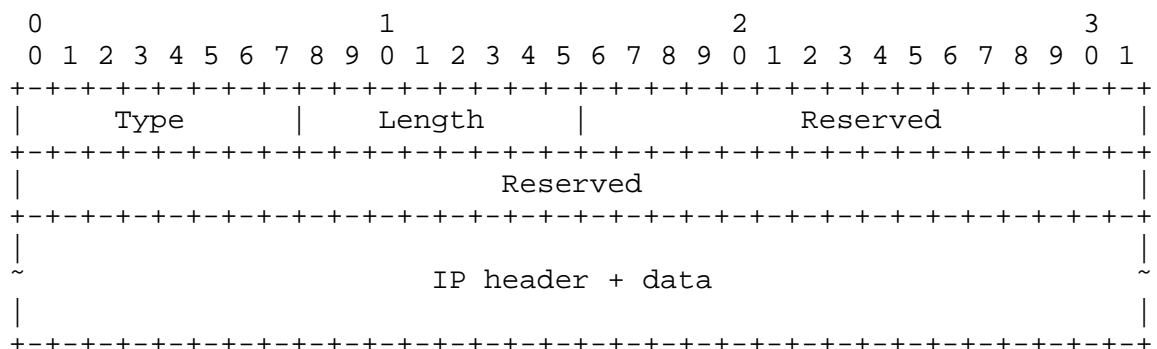 0                   1                   2                   3
 0 1 2 3 4 5 6 7 8 9 0 1 2 3 4 5 6 7 8 9 0 1 2 3 4 5 6 7 8 9 0 1
+-+-+-+-+-+-+-+-+-+-+-+-+-+-+-+-+-+-+-+-+-+-+-+-+-+-+-+-+-+-+-+-+
|     Type      |    Length     |            Reserved           |
+-+-+-+-+-+-+-+-+-+-+-+-+-+-+-+-+-+-+-+-+-+-+-+-+-+-+-+-+-+-+-+-+
|                           Reserved                            |
+-+-+-+-+-+-+-+-+-+-+-+-+-+-+-+-+-+-+-+-+-+-+-+-+-+-+-+-+-+-+-+-+
|                                                               |
~                       IP header + data                        ~
|                                                               |
+-+-+-+-+-+-+-+-+-+-+-+-+-+-+-+-+-+-+-+-+-+-+-+-+-+-+-+-+-+-+-+-+